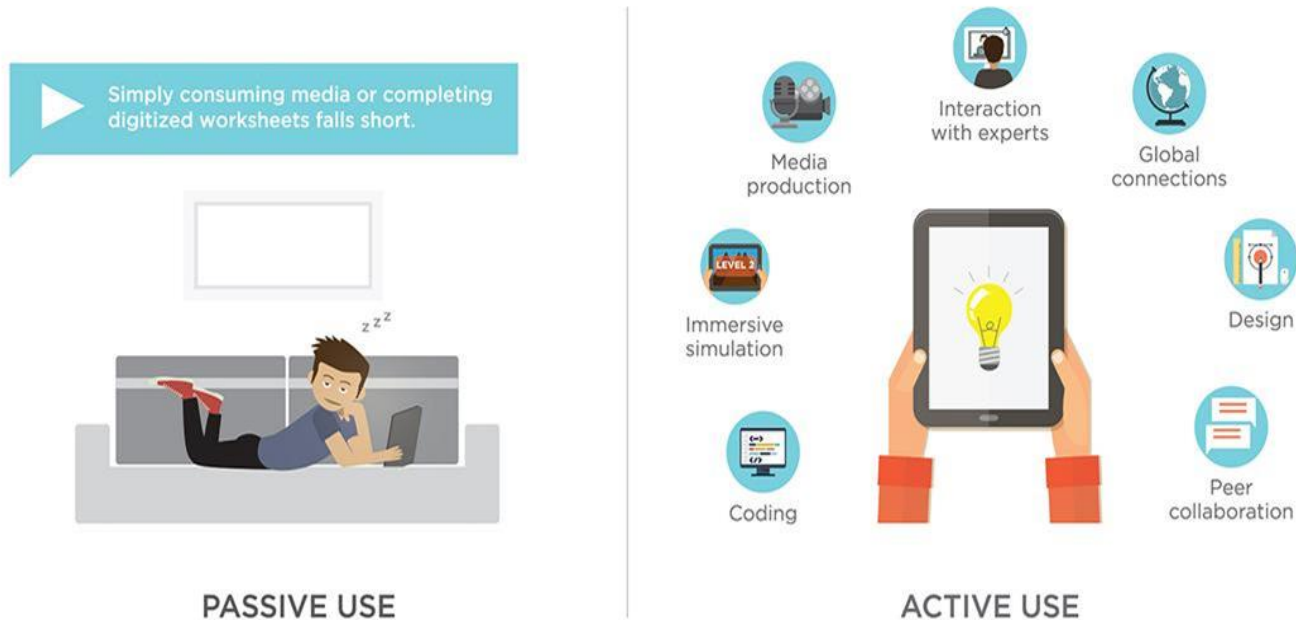 Simply consuming media or completing
digitized worksheets falls short.
z z z
PASSIVE USE
Interaction
with experts
Media
production
Global
connections
LEVEL 2
Immersive
simulation
Design
Coding
Peer
collaboration
ACTIVE USE